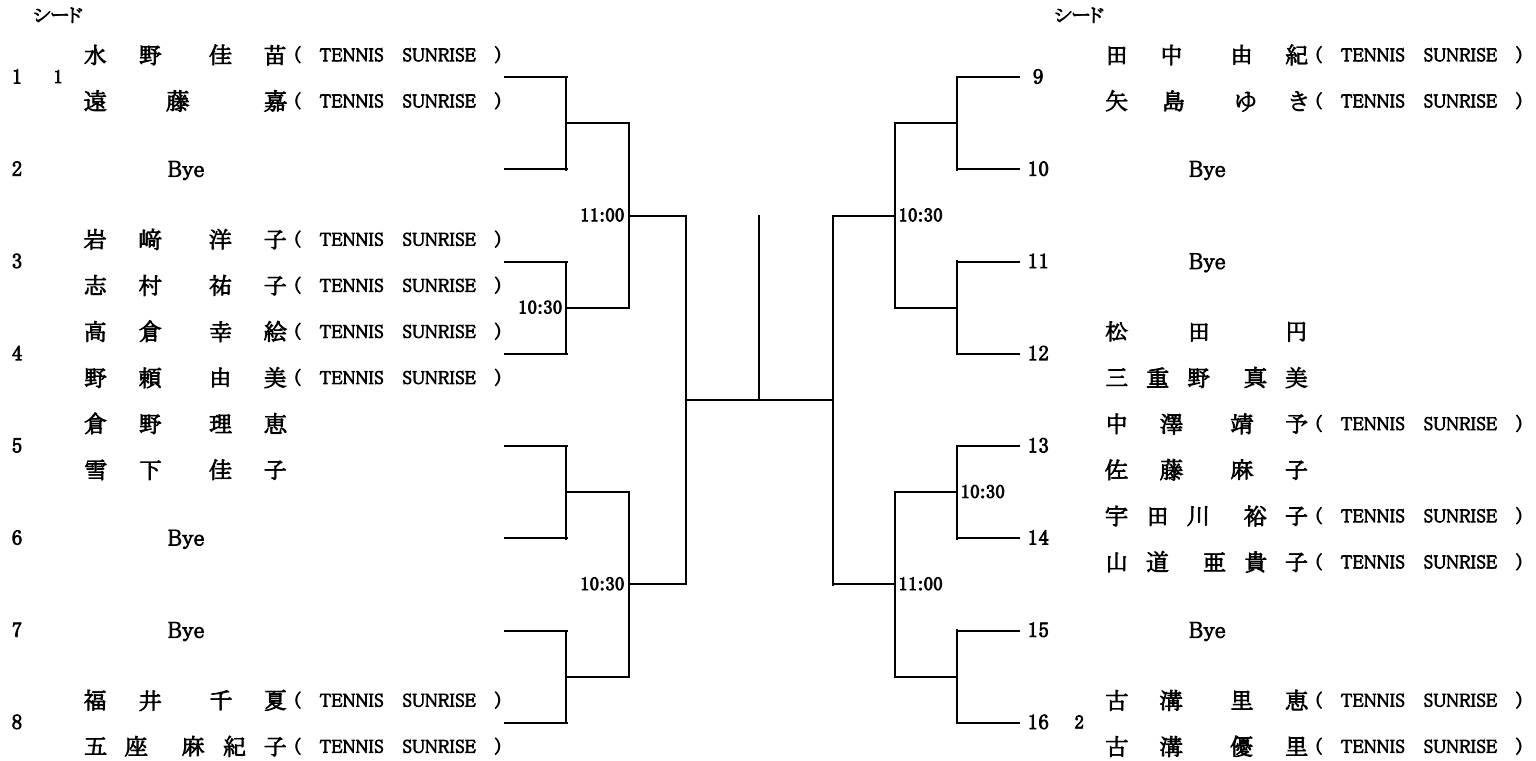 シード
1 1 水野 佳苗 ( TENNIS SUNRISE )
遠藤 嘉 ( TENNIS SUNRISE )
2 Bye
11:00
3 岩﨑 洋子 ( TENNIS SUNRISE )
志村 祐子 ( TENNIS SUNRISE )
10:30
4 高倉 幸絵 ( TENNIS SUNRISE )
野頼 由美 ( TENNIS SUNRISE )
5 倉野 理恵
雪下 佳子
6 Bye
10:30
7 Bye
8 福井 千夏 ( TENNIS SUNRISE )
五座 麻紀子 ( TENNIS SUNRISE )
シード
9 田中 由紀 ( TENNIS SUNRISE )
矢島 ゆき ( TENNIS SUNRISE )
10 Bye
10:30
11 Bye
12 松田 円
三重野 真美
13 中澤 靖予 ( TENNIS SUNRISE )
佐藤 麻子
10:30
14 宇田川 裕子 ( TENNIS SUNRISE )
山道 亜貴子 ( TENNIS SUNRISE )
11:00
15 Bye
16 2 古溝 里恵 ( TENNIS SUNRISE )
古溝 優里 ( TENNIS SUNRISE )